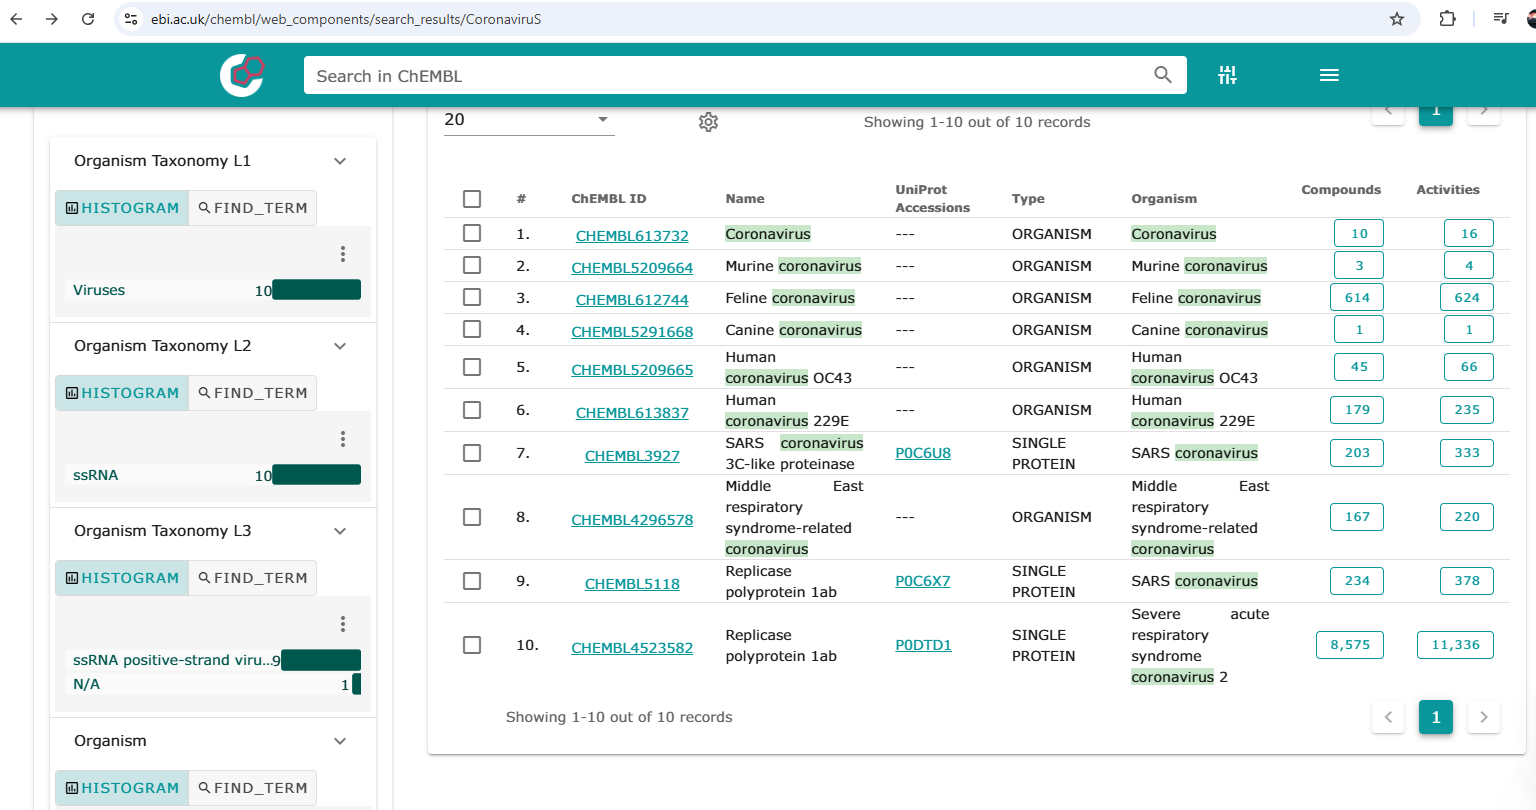 ebi.ac.uk/chembl/web_components/search_results/CoronaviruS
Search in ChEMBL
Organism Taxonomy L1
HISTOGRAM FIND_TERM
Viruses 10
Organism Taxonomy L2
HISTOGRAM FIND_TERM
ssRNA 10
Organism Taxonomy L3
HISTOGRAM FIND_TERM
ssRNA positive-strand viru... 9
N/A 1
Organism
HISTOGRAM FIND_TERM
20 Showing 1-10 out of 10 records 1
# ChEMBL ID Name UniProt Accessions Type Organism Compounds Activities
1. CHEMBL613732 Coronavirus --- ORGANISM Coronavirus 10 16
2. CHEMBL5209664 Murine coronavirus --- ORGANISM Murine coronavirus 3 4
3. CHEMBL612744 Feline coronavirus --- ORGANISM Feline coronavirus 614 624
4. CHEMBL5291668 Canine coronavirus --- ORGANISM Canine coronavirus 1 1
5. CHEMBL5209665 Human coronavirus OC43 --- ORGANISM Human coronavirus OC43 45 66
6. CHEMBL613837 Human coronavirus 229E --- ORGANISM Human coronavirus 229E 179 235
7. CHEMBL3927 SARS coronavirus 3C-like proteinase P0C6U8 SINGLE PROTEIN SARS coronavirus 203 333
8. CHEMBL4296578 Middle East respiratory syndrome-related coronavirus --- ORGANISM Middle East respiratory syndrome-related coronavirus 167 220
9. CHEMBL5118 Replicase polyprotein 1ab P0C6X7 SINGLE PROTEIN SARS coronavirus 234 378
10. CHEMBL4523582 Replicase polyprotein 1ab P0DTD1 SINGLE PROTEIN Severe acute respiratory syndrome coronavirus 2 8,575 11,336
Showing 1-10 out of 10 records 1